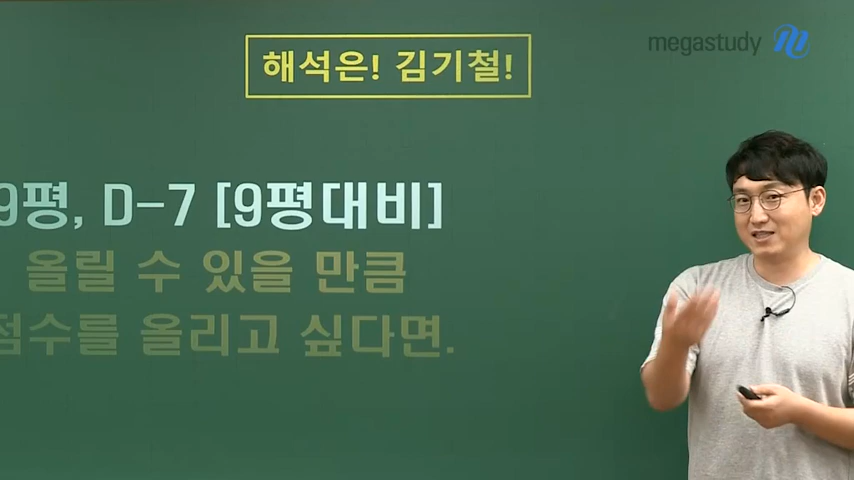 해석은! 김기철!
megastudy
9평, D-7 [9평대비]
올릴 수 있을 만큼
점수를 올리고 싶다면.